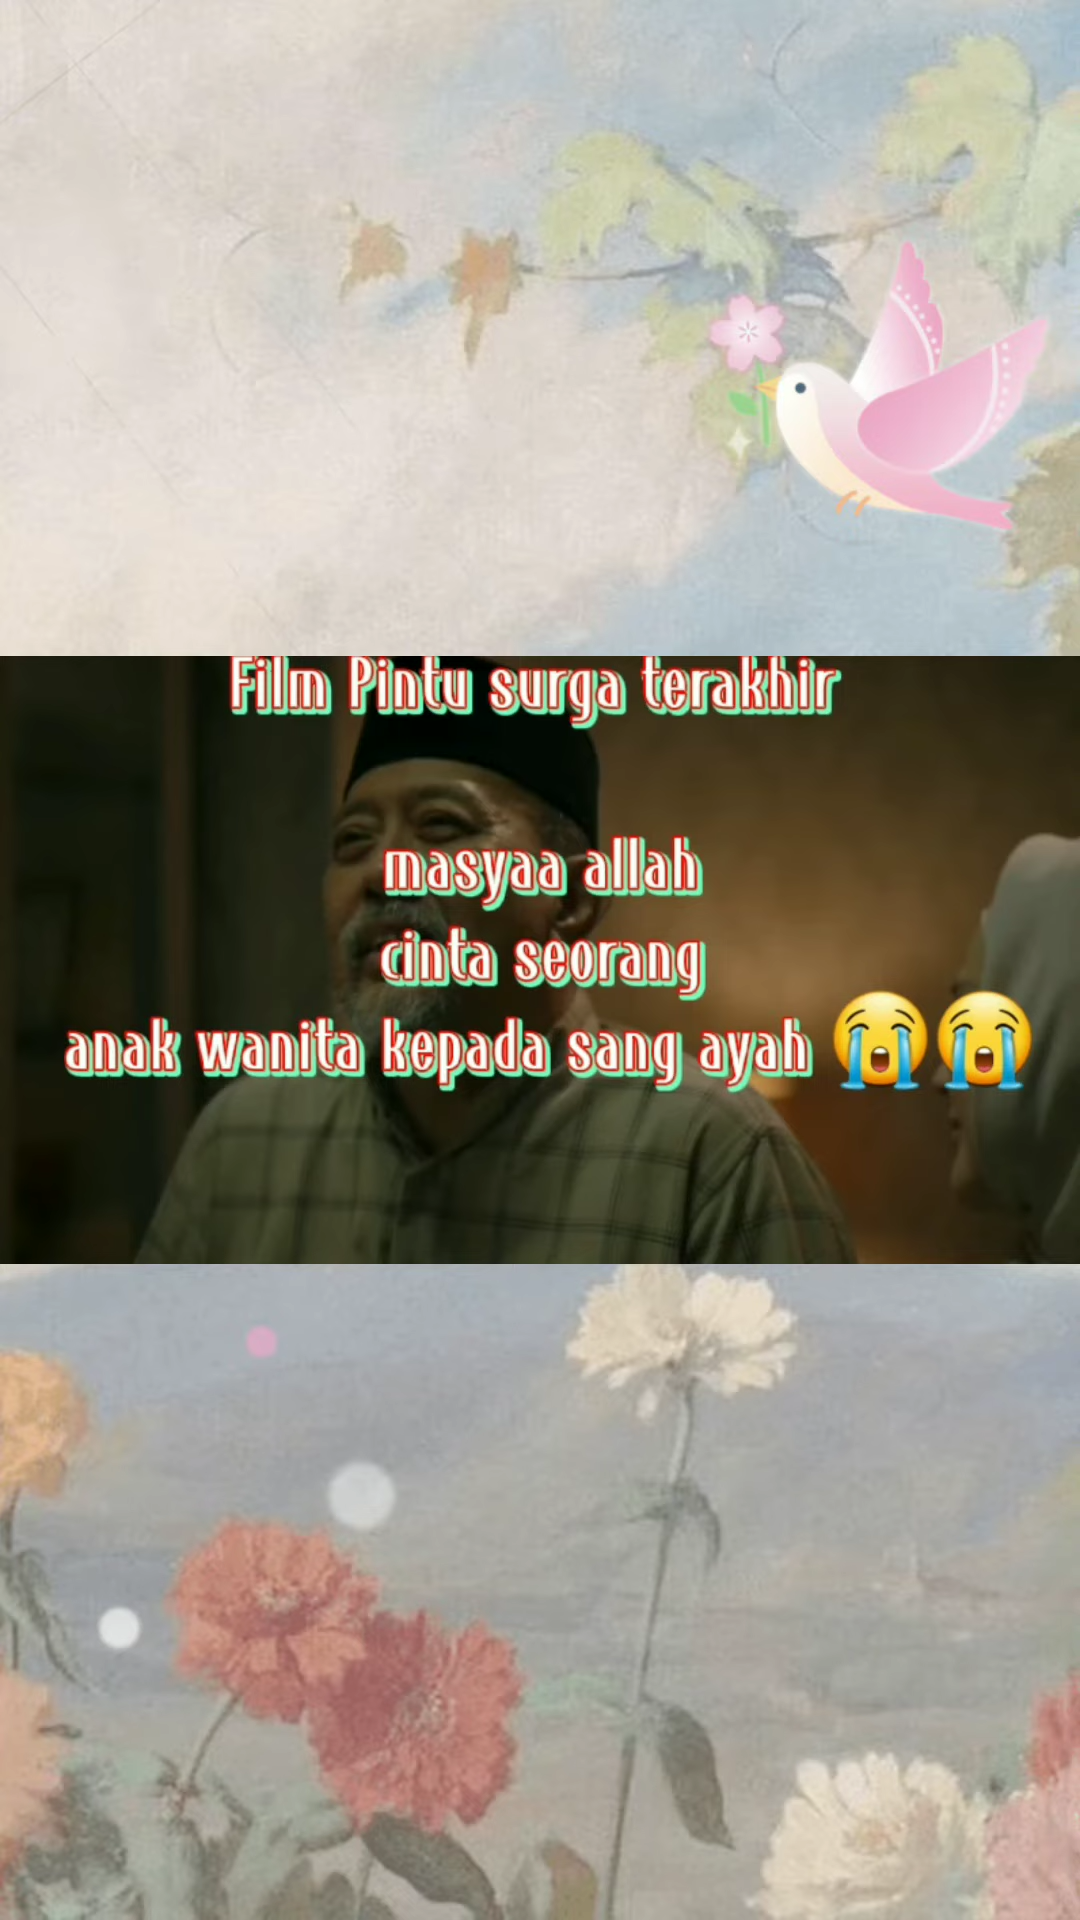 Film Pintu surga terakhir
masyaa allah
cinta seorang
anak wanita kepada sang ayah 😭😭